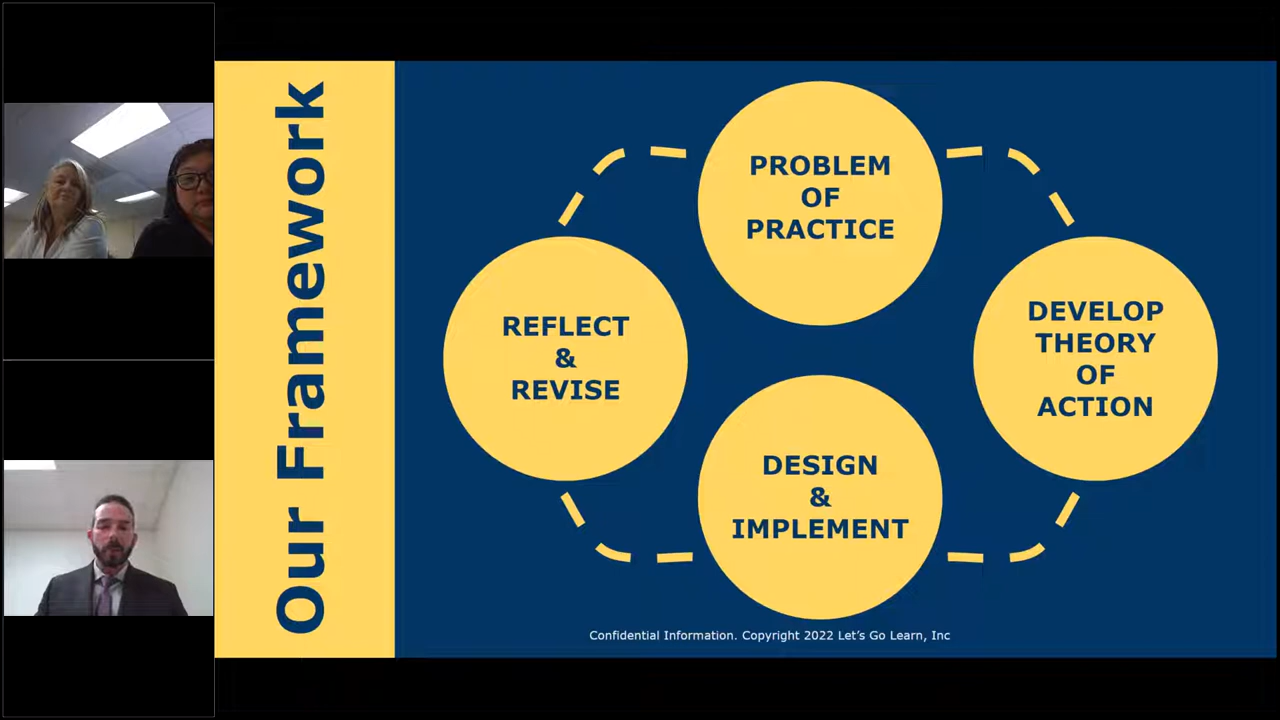 Our Framework
PROBLEM
OF
PRACTICE
DEVELOP
THEORY
OF
ACTION
DESIGN
&
IMPLEMENT
REFLECT
&
REVISE
Confidential Information. Copyright 2022 Let’s Go Learn, Inc